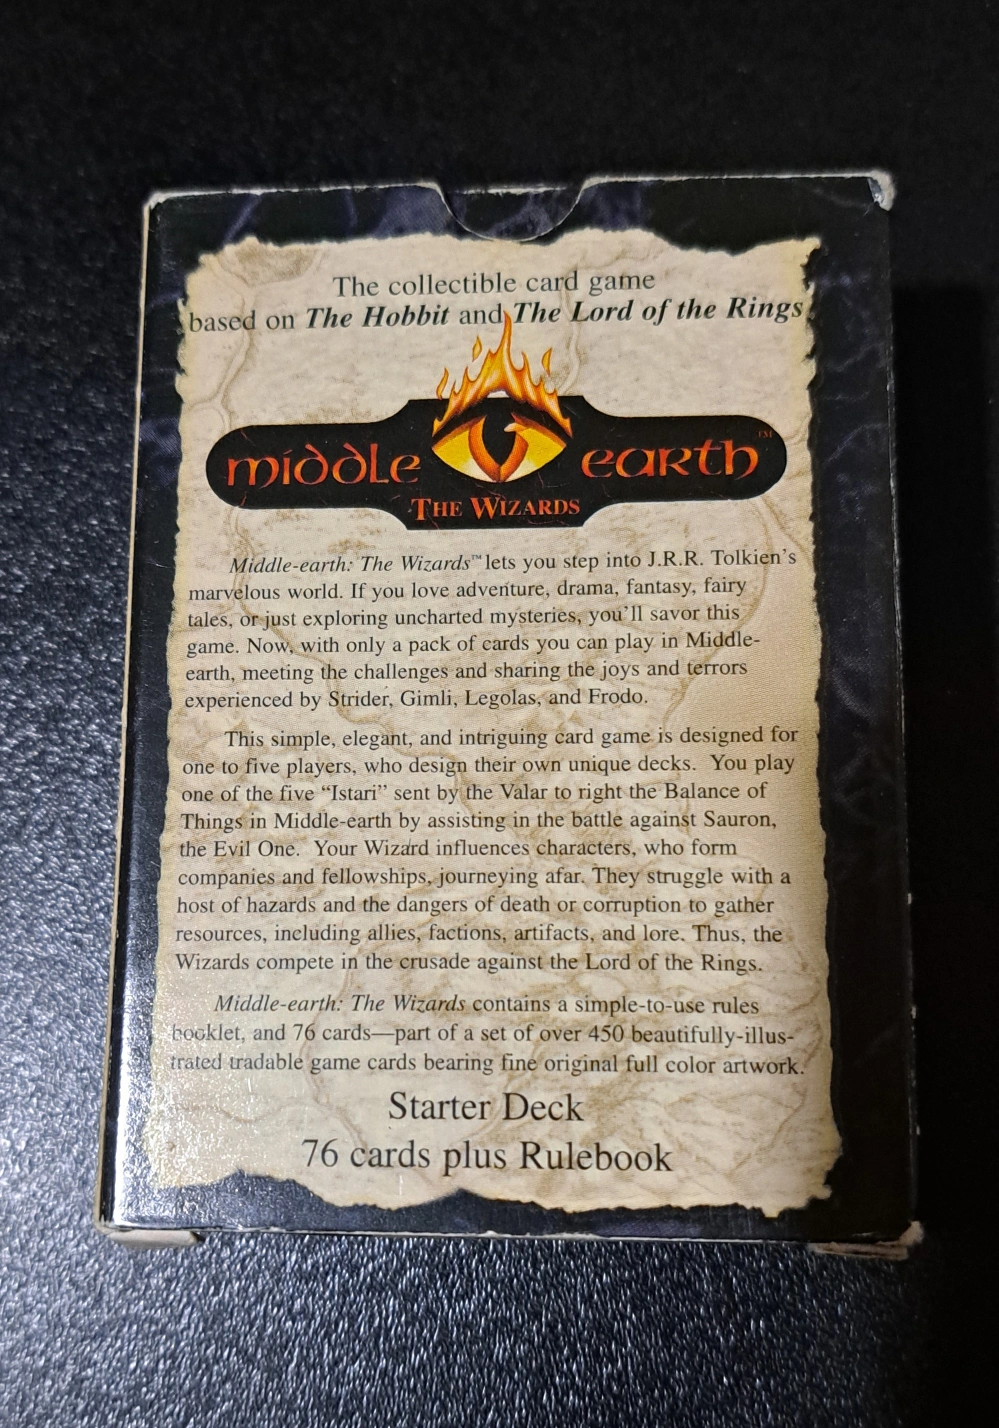 The collectible card game
based on The Hobbit and The Lord of the Rings
middle earth™
The Wizards
Middle-earth: The Wizards™ lets you step into J.R.R. Tolkien's
marvelous world. If you love adventure, drama, fantasy, fairy
tales, or just exploring uncharted mysteries, you'll savor this
game. Now, with only a pack of cards you can play in Middle-
earth, meeting the challenges and sharing the joys and terrors
experienced by Strider, Gimli, Legolas, and Frodo.
This simple, elegant, and intriguing card game is designed for
one to five players, who design their own unique decks. You play
one of the five “Istari” sent by the Valar to right the Balance of
Things in Middle-earth by assisting in the battle against Sauron,
the Evil One. Your Wizard influences characters, who form
companies and fellowships, journeying afar. They struggle with a
host of hazards and the dangers of death or corruption to gather
resources, including allies, factions, artifacts, and lore. Thus, the
Wizards compete in the crusade against the Lord of the Rings.
Middle-earth: The Wizards contains a simple-to-use rules
booklet, and 76 cards—part of a set of over 450 beautifully-illus-
trated tradable game cards bearing fine original full color artwork.
Starter Deck
76 cards plus Rulebook